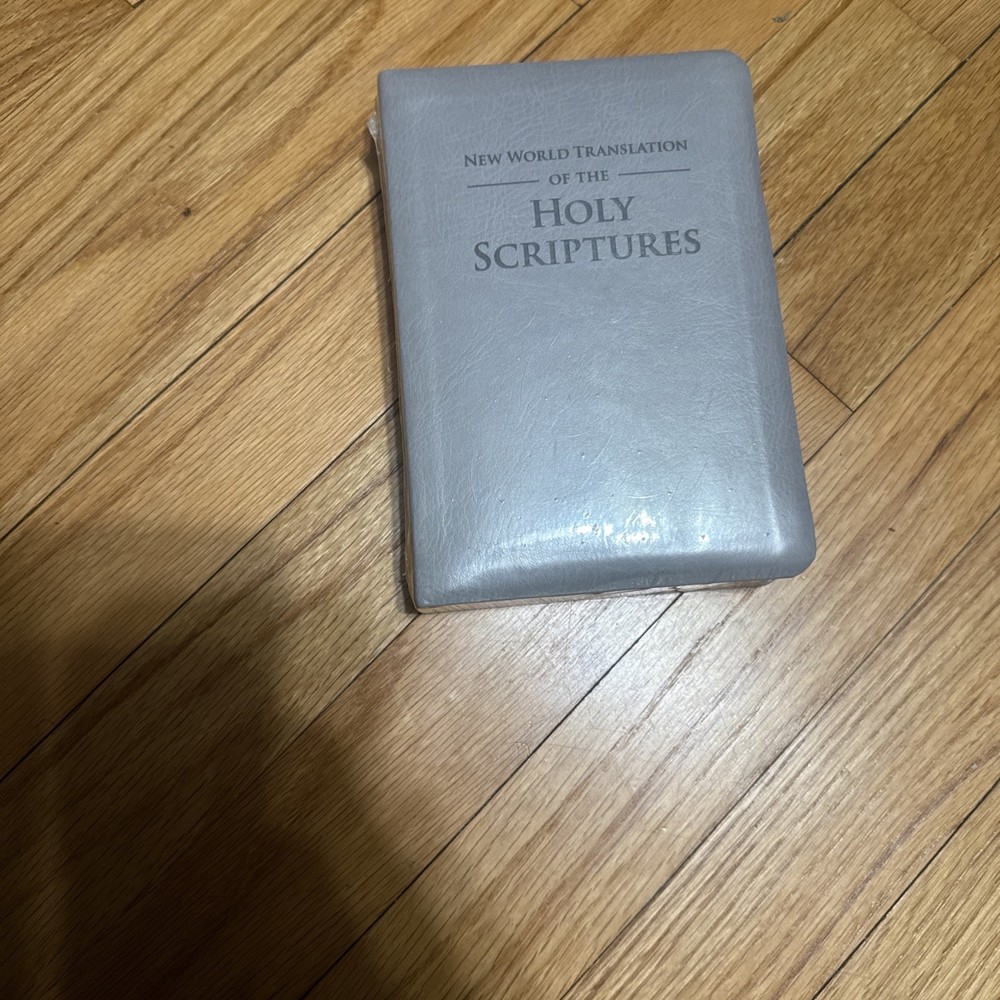 New World Translation
of the
Holy
Scriptures